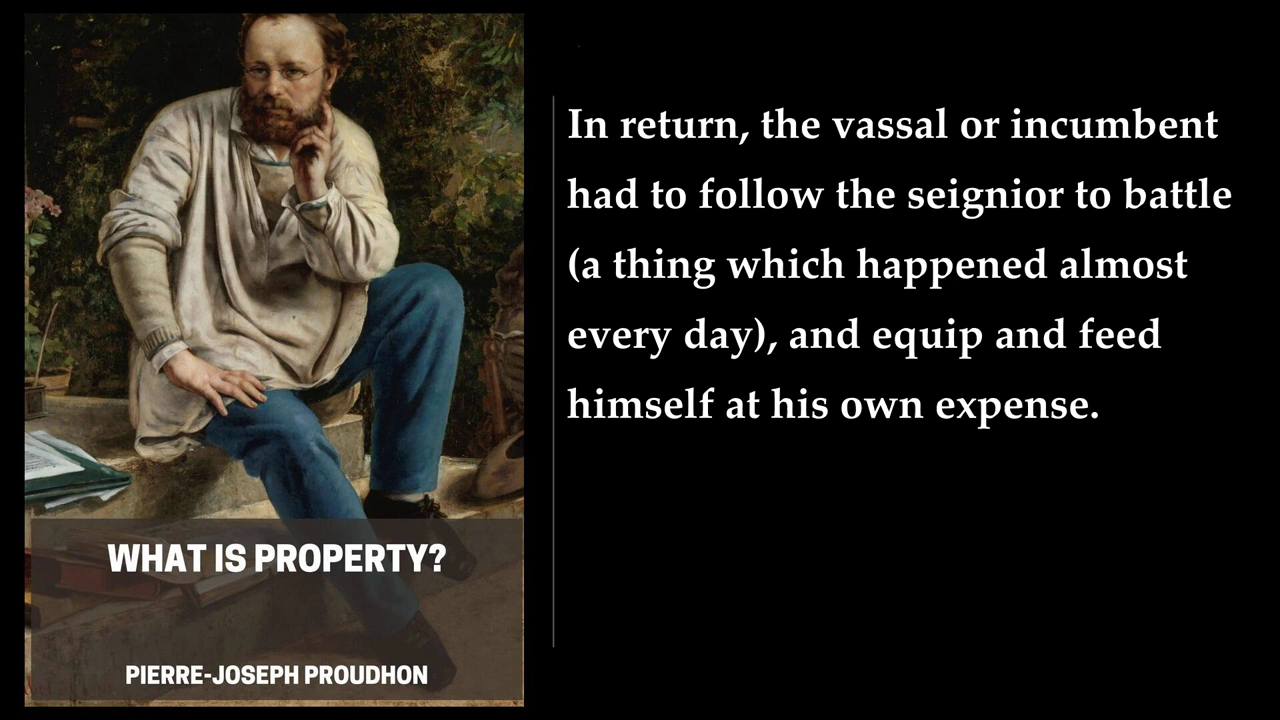 In return, the vassal or incumbent
had to follow the seignior to battle
(a thing which happened almost
every day), and equip and feed
himself at his own expense.
WHAT IS PROPERTY?
PIERRE-JOSEPH PROUDHON